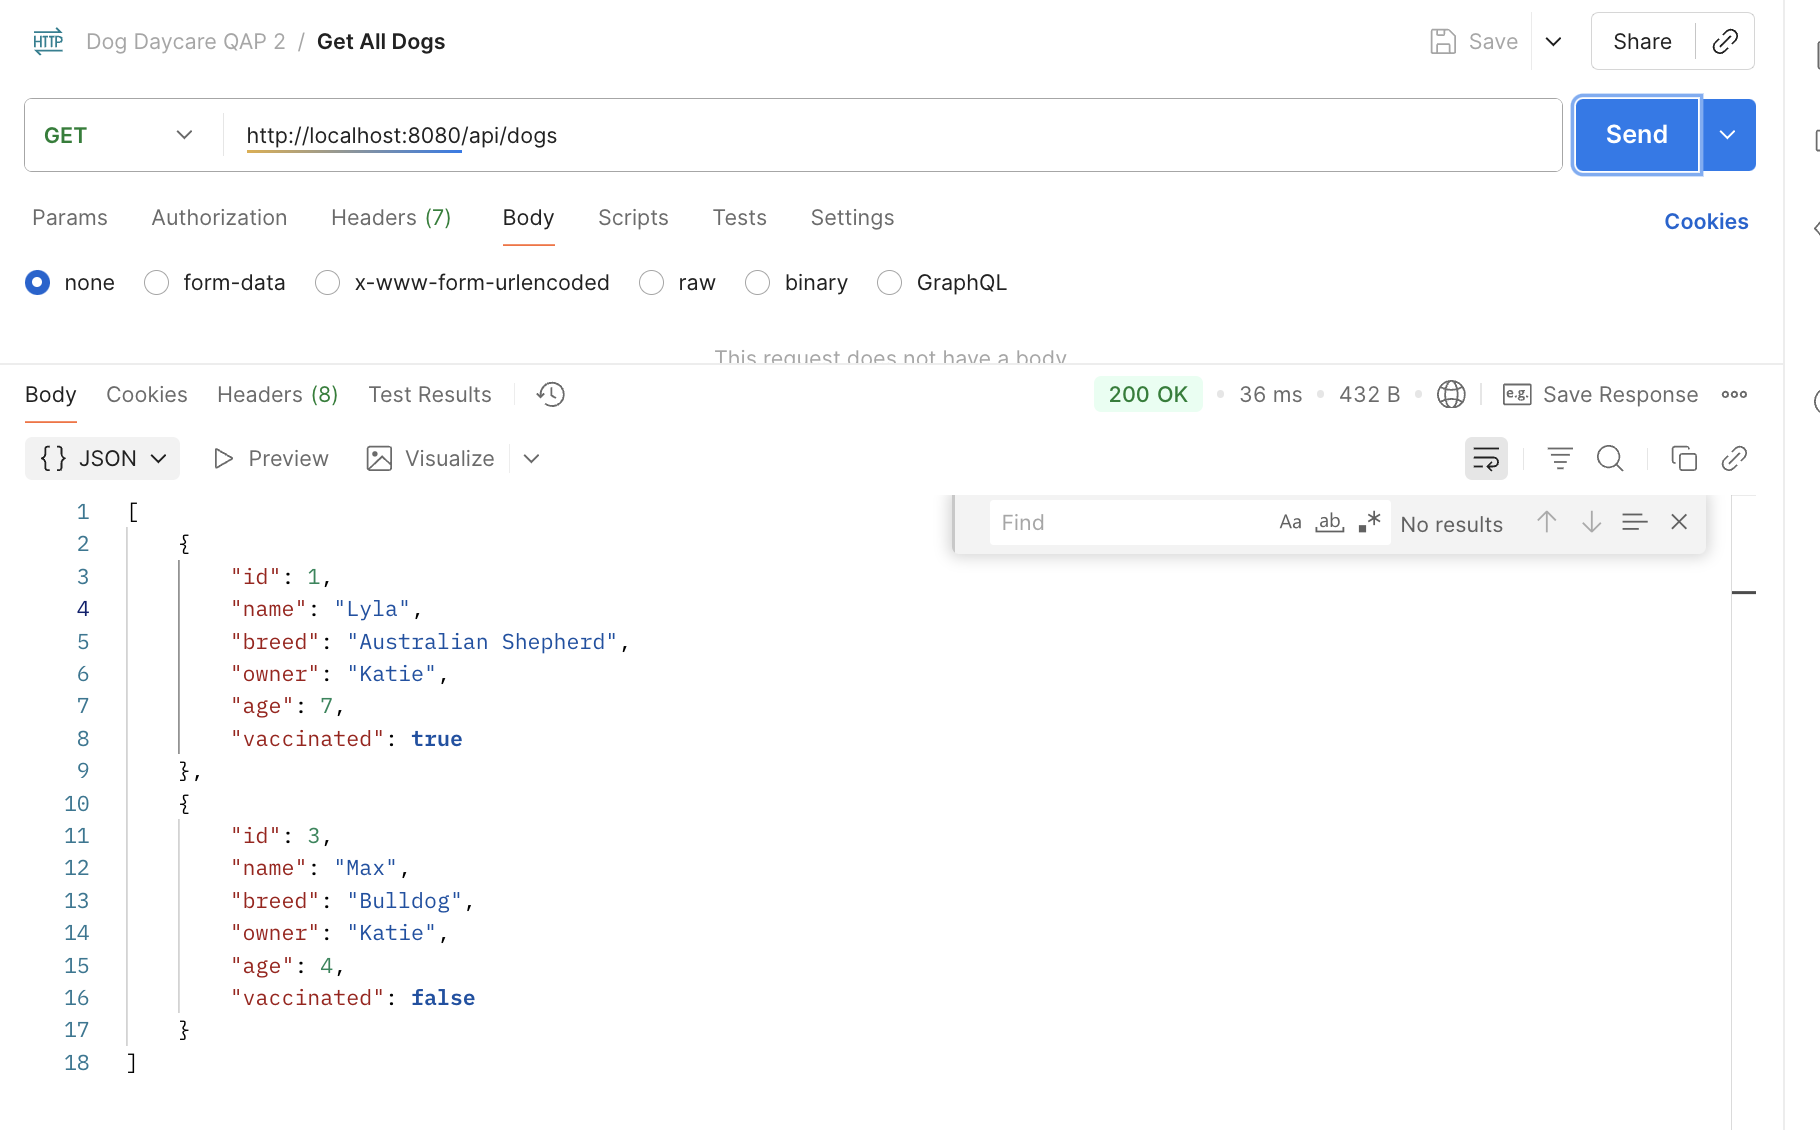 HTTP Dog Daycare QAP 2 / Get All Dogs Save Share
GET http://localhost:8080/api/dogs Send
Params Authorization Headers (7) Body Scripts Tests Settings Cookies
none form-data x-www-form-urlencoded raw binary GraphQL
This request does not have a body
Body Cookies Headers (8) Test Results 200 OK • 36 ms • 432 B • e.g. Save Response
{} JSON Preview Visualize
Find Aa ab .* No results
1 [
2 {
3 "id": 1,
4 "name": "Lyla",
5 "breed": "Australian Shepherd",
6 "owner": "Katie",
7 "age": 7,
8 "vaccinated": true
9 },
10 {
11 "id": 3,
12 "name": "Max",
13 "breed": "Bulldog",
14 "owner": "Katie",
15 "age": 4,
16 "vaccinated": false
17 }
18 ]